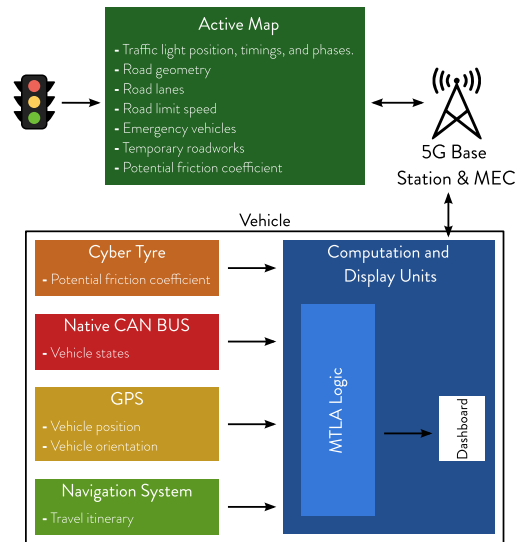 Active Map
- Traffic light position, timings, and phases.
- Road geometry
- Road lanes
- Road limit speed
- Emergency vehicles
- Temporary roadworks
- Potential friction coefficient
5G Base
Station & MEC
Vehicle
Cyber Tyre
- Potential friction coefficient
Native CAN BUS
- Vehicle states
GPS
- Vehicle position
- Vehicle orientation
Navigation System
- Travel itinerary
Computation and
Display Units
MTLA Logic
Dashboard